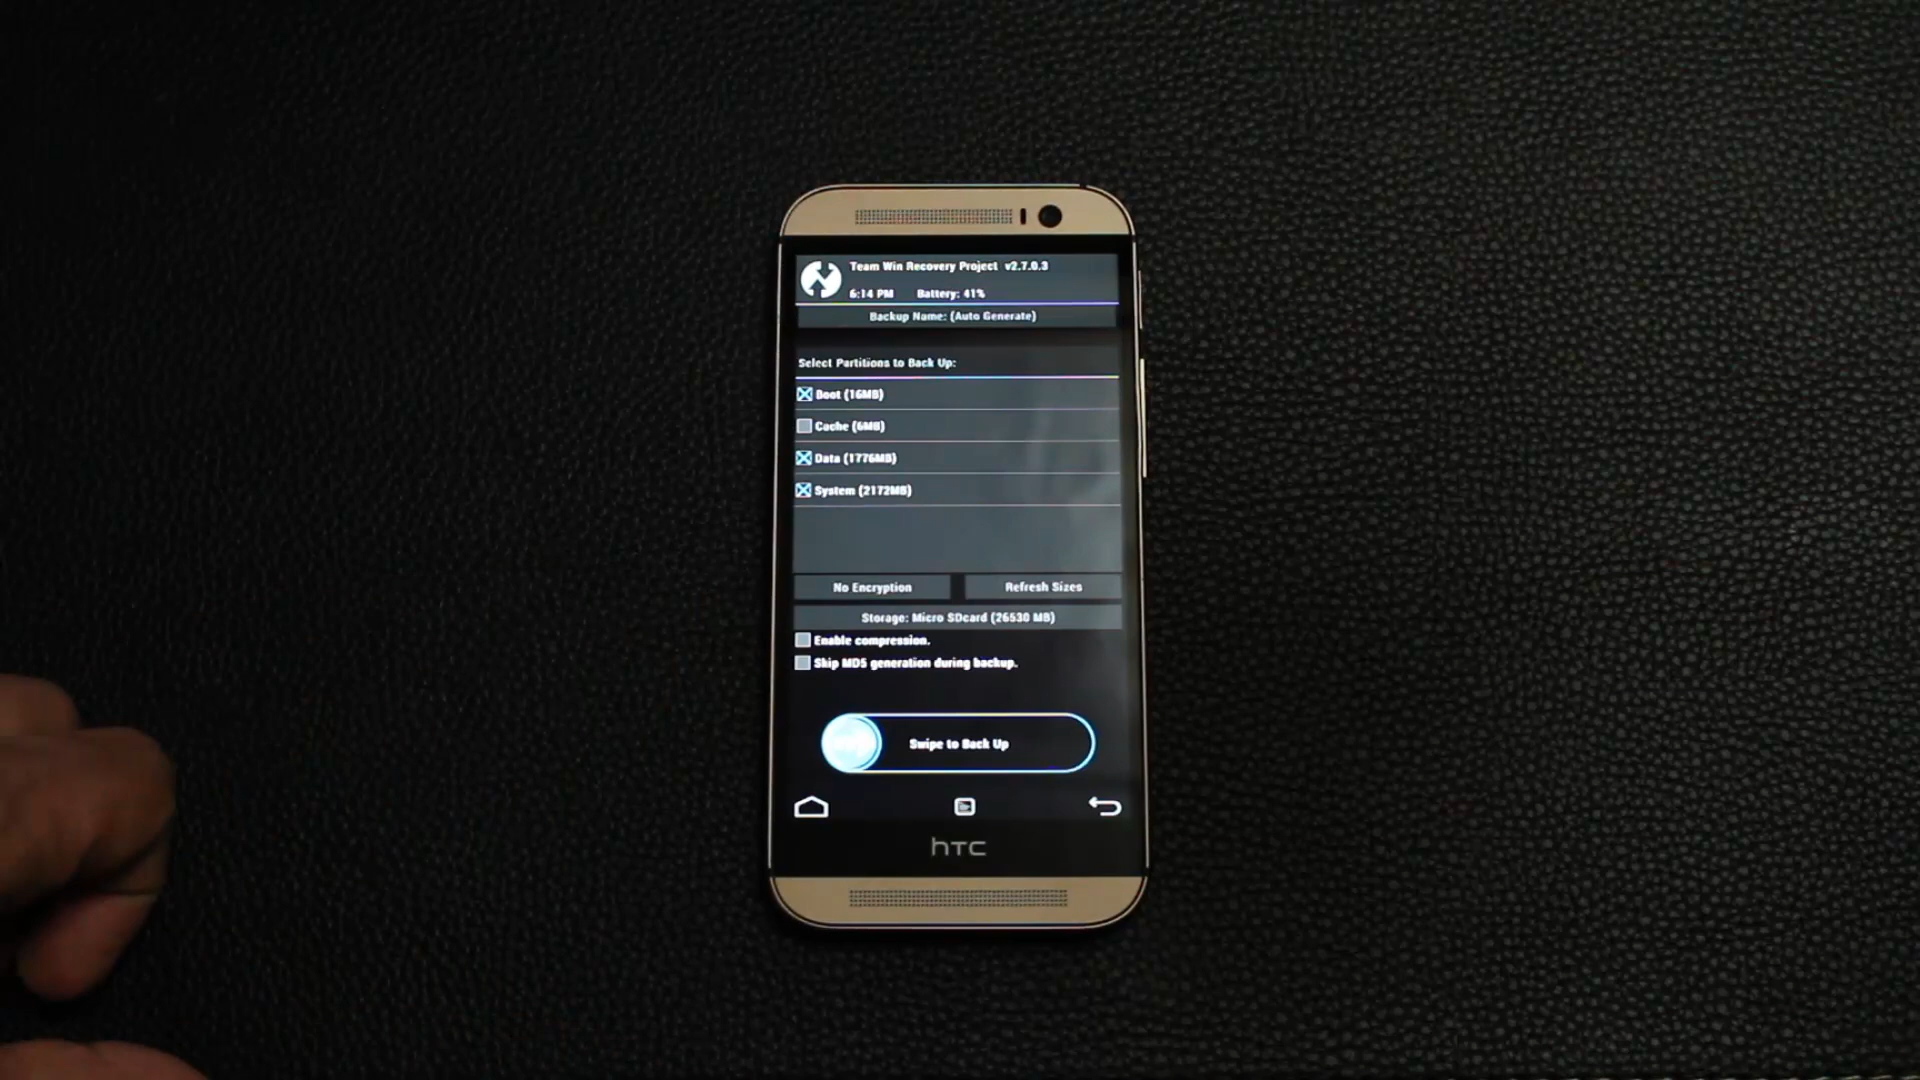 Team Win Recovery Project v2.7.0.3
6:14 PM Battery: 41%
Backup Name: (Auto Generate)
Select Partitions to Back Up:
Boot (16MB)
Cache (6MB)
Data (1776MB)
System (2172MB)
No Encryption Refresh Sizes
Storage: Micro SDcard (26530 MB)
Enable compression.
Skip MD5 generation during backup.
Swipe to Back Up
hTC